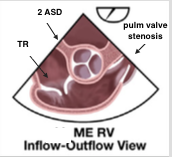 2 ASD
pulm valve
stenosis
TR
ME RV
Inflow-Outflow View